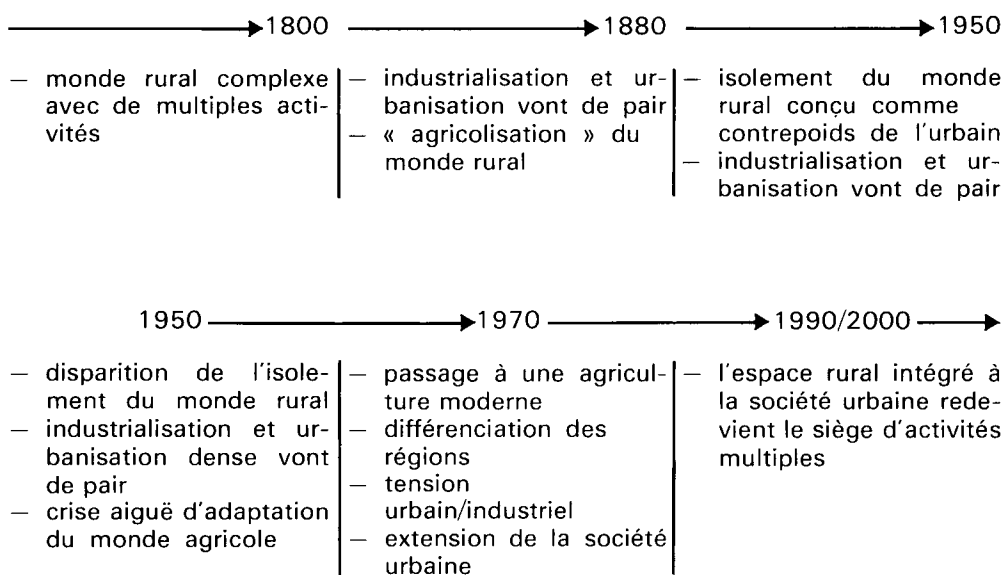 1800 1880 1950
— monde rural complexe
avec de multiples acti-
vités
— industrialisation et ur-
banisation vont de pair
— « agricolisation » du
monde rural
— isolement du monde
rural conçu comme
contrepoids de l'urbain
— industrialisation et ur-
banisation vont de pair
1950 1970 1990/2000
— disparition de l'isole-
ment du monde rural
— industrialisation et ur-
banisation dense vont
de pair
— crise aiguë d'adaptation
du monde agricole
— passage à une agricul-
ture moderne
— différenciation des
régions
— tension
urbain/industriel
— extension de la société
urbaine
— l'espace rural intégré à
la société urbaine rede-
vient le siège d'activités
multiples